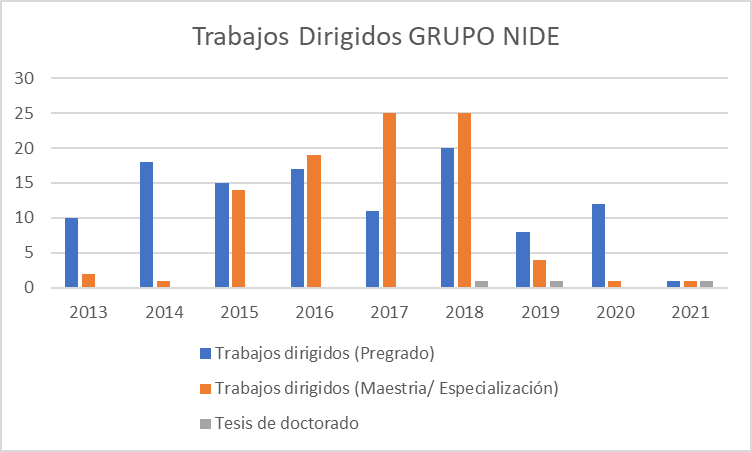 Trabajos Dirigidos GRUPO NIDE
30
25
20
15
10
5
0
2013 2014 2015 2016 2017 2018 2019 2020 2021
Trabajos dirigidos (Pregrado)
Trabajos dirigidos (Maestria/ Especialización)
Tesis de doctorado